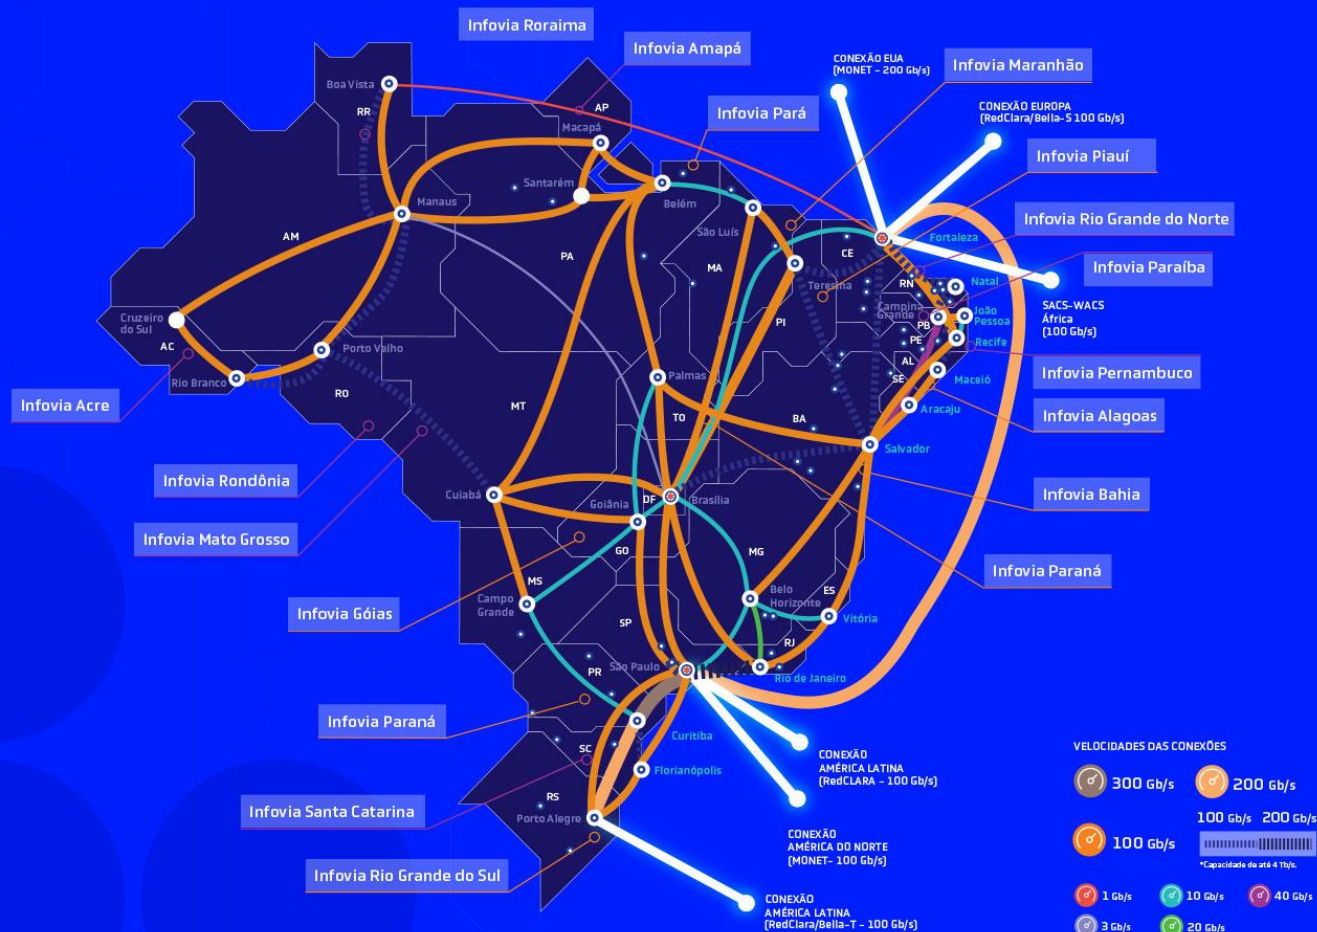 Infovia Roraima
Infovia Amapá
CONEXÃO EUA
(MONET - 200 Gb/s)
Infovia Maranhão
Boa Vista
RR
AP
Macapá
Infovia Pará
CONEXÃO EUROPA
(RedClara/Bella-S 100 Gb/s)
Infovia Piauí
Santarém
Manaus
Belém
São Luís
AM
PA
MA
CE
Teresina
Fortaleza
Infovia Rio Grande do Norte
Infovia Paraíba
RN
Natal
Campina
Grande
João
Pessoa
SACS-WACS
África
(100 Gb/s)
Cruzeiro
do Sul
AC
Rio Branco
Porto Velho
PI
PB
PE
Recife
AL
SE
Maceió
Aracaju
Infovia Pernambuco
Infovia Alagoas
Infovia Acre
RO
MT
Palmas
TO
BA
Salvador
Infovia Rondônia
Infovia Mato Grosso
Cuiabá
Goiânia
DF
Brasília
Infovia Bahia
GO
MG
Infovia Paraná
MS
Campo
Grande
Infovia Góias
Belo
Horizonte
ES
Vitória
SP
RJ
São Paulo
Rio de Janeiro
PR
Infovia Paraná
Curitiba
SC
Florianópolis
CONEXÃO
AMÉRICA LATINA
(RedCLARA - 100 Gb/s)
RS
Porto Alegre
Infovia Santa Catarina
CONEXÃO
AMÉRICA DO NORTE
(MONET- 100 Gb/s)
Infovia Rio Grande do Sul
CONEXÃO
AMÉRICA LATINA
(RedClara/Bella-T - 100 Gb/s)
VELOCIDADES DAS CONEXÕES
300 Gb/s
200 Gb/s
100 Gb/s
100 Gb/s 200 Gb/s
*Capacidade de até 4 Tb/s.
1 Gb/s
10 Gb/s
40 Gb/s
3 Gb/s
20 Gb/s